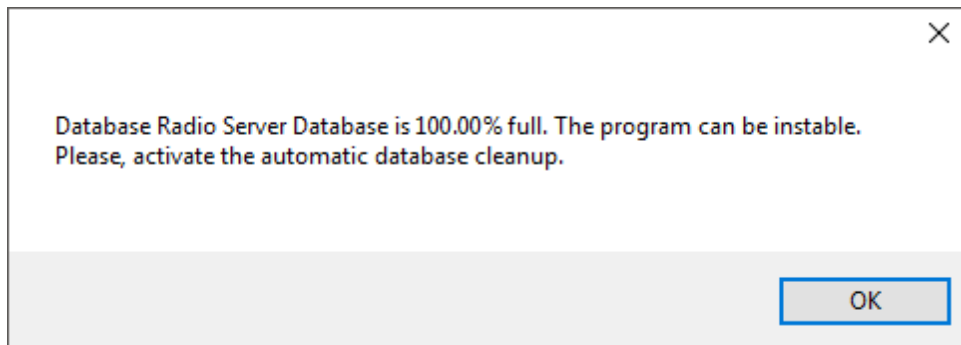 Database Radio Server Database is 100.00% full. The program can be instable.
Please, activate the automatic database cleanup.
OK